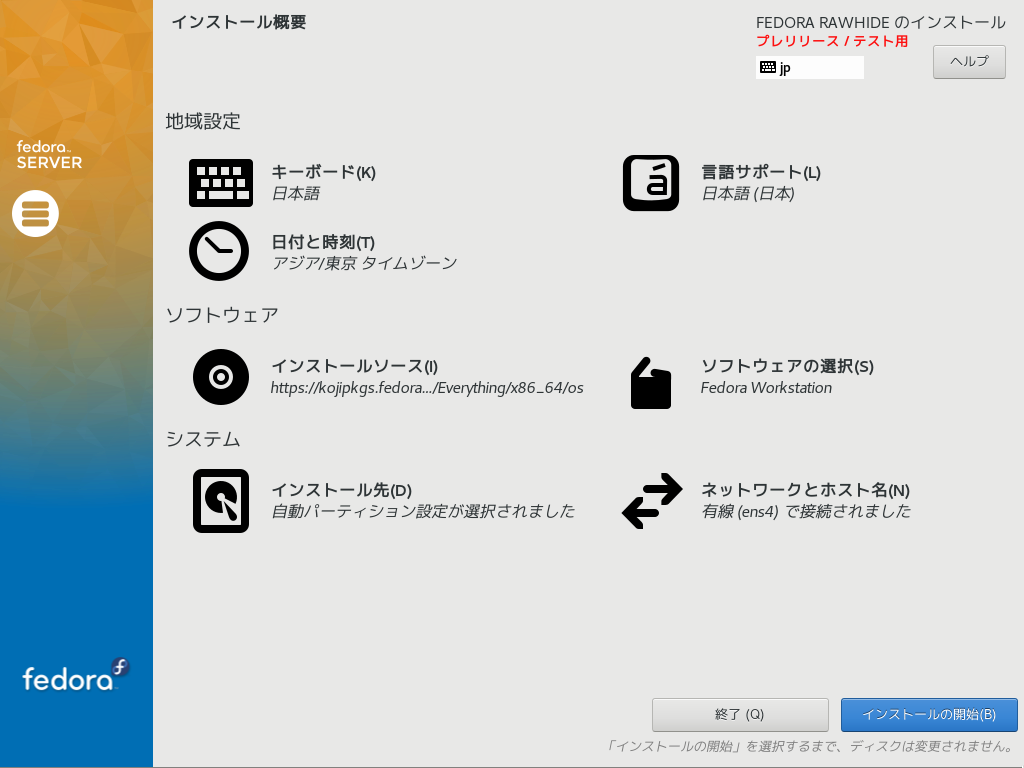 インストール概要
FEDORA RAWHIDE のインストール
プレリリース / テスト用
jp
ヘルプ
fedora
SERVER
地域設定
キーボード(K)
日本語
言語サポート(L)
日本語 (日本)
日付と時刻(T)
アジア/東京 タイムゾーン
ソフトウェア
インストールソース(I)
https://kojipkgs.fedora.../Everything/x86_64/os
ソフトウェアの選択(S)
Fedora Workstation
システム
インストール先(D)
自動パーティション設定が選択されました
ネットワークとホスト名(N)
有線 (ens4) で接続されました
fedora
終了 (Q)
インストールの開始(B)
「インストールの開始」を選択するまで、ディスクは変更されません。